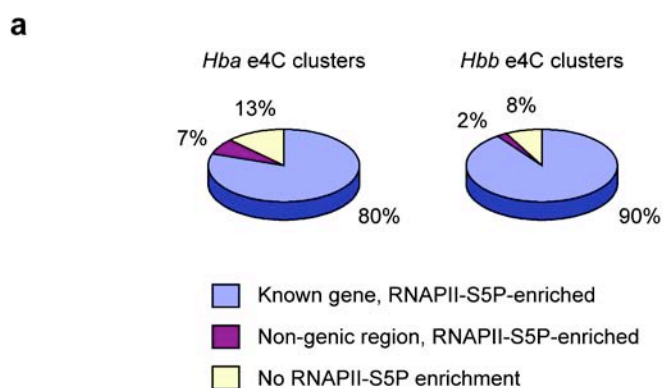 a
Hba e4C clusters
Hbb e4C clusters
13%
7%
80%
8%
2%
90%
Known gene, RNAPII-S5P-enriched
Non-genic region, RNAPII-S5P-enriched
No RNAPII-S5P enrichment